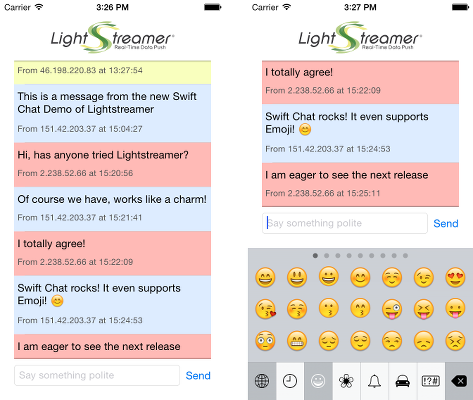 Carrier 3:26 PM
LightStreamer
Real-Time Data Push
From 46.198.220.83 at 13:27:54
This is a message from the new Swift
Chat Demo of Lightstreamer
From 151.42.203.37 at 15:04:27
Hi, has anyone tried Lightstreamer?
From 2.238.52.66 at 15:20:56
Of course we have, works like a charm!
From 151.42.203.37 at 15:21:41
I totally agree!
From 2.238.52.66 at 15:22:09
Swift Chat rocks! It even supports
Emoji! 😊
From 151.42.203.37 at 15:24:53
I am eager to see the next release
Say something polite Send
Carrier 3:27 PM
LightStreamer
Real-Time Data Push
I totally agree!
From 2.238.52.66 at 15:22:09
Swift Chat rocks! It even supports
Emoji! 😊
From 151.42.203.37 at 15:24:53
I am eager to see the next release
From 2.238.52.66 at 15:25:11
Say something polite Send
!?#